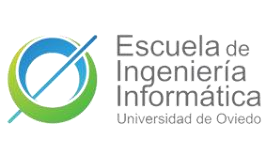 Escuela de
Ingeniería
Informática
Universidad de Oviedo